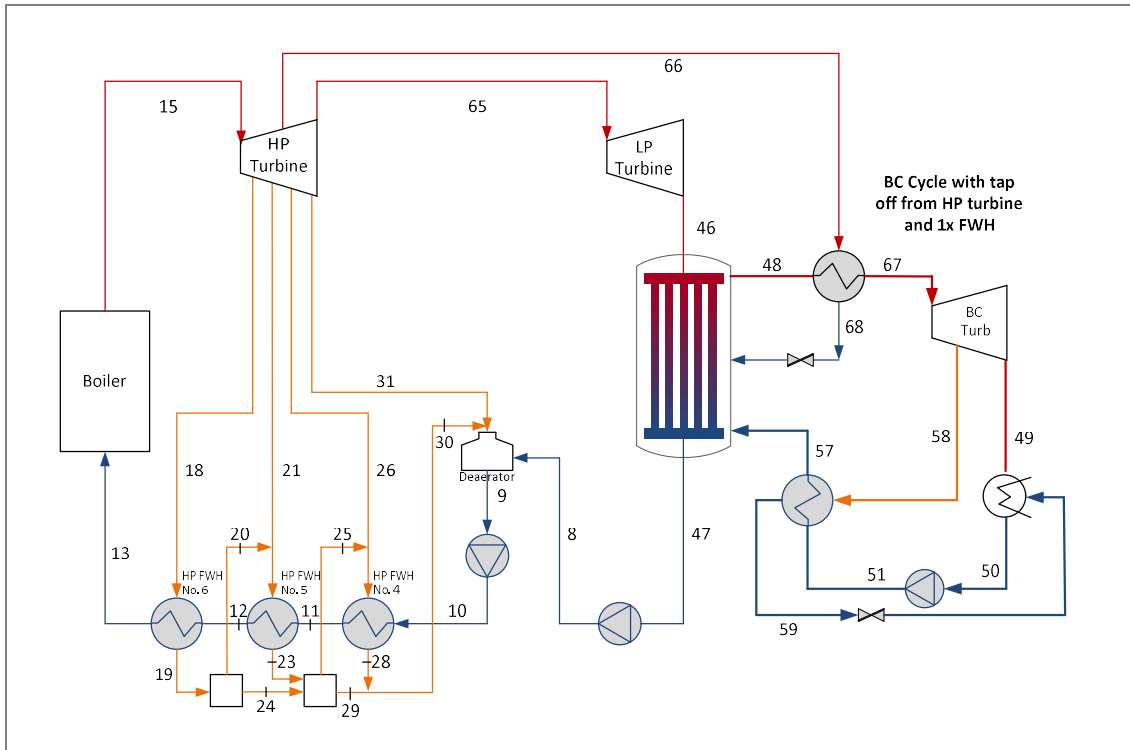 66
15
65
HP
Turbine
LP
Turbine
BC Cycle with tap
off from HP turbine
and 1x FWH
46
48
67
BC
Turb
68
Boiler
31
30
Deaerator
18
21
26
9
57
58
49
20
25
8
47
13
HP FWH
No. 6
HP FWH
No. 5
HP FWH
No. 4
12
11
10
51
50
59
19
23
28
24
29